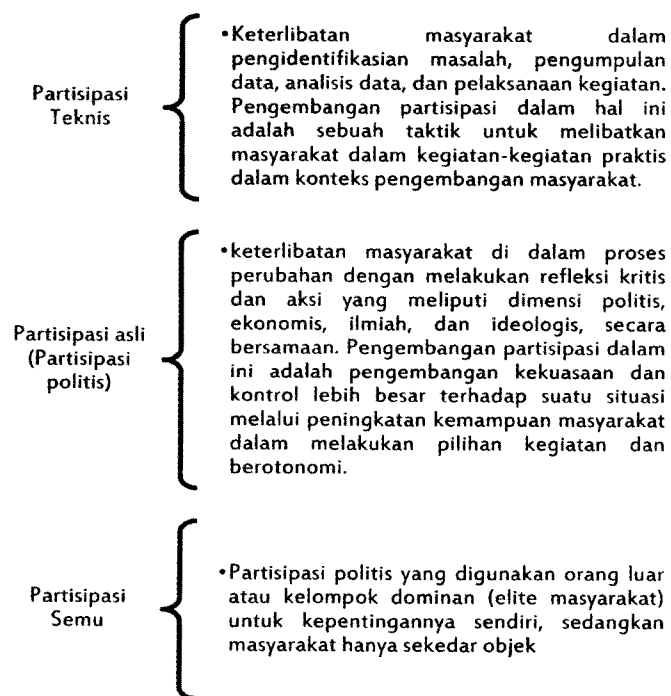 Partisipasi
Teknis
•Keterlibatan masyarakat dalam
pengidentifikasian masalah, pengumpulan
data, analisis data, dan pelaksanaan kegiatan.
Pengembangan partisipasi dalam hal ini
adalah sebuah taktik untuk melibatkan
masyarakat dalam kegiatan-kegiatan praktis
dalam konteks pengembangan masyarakat.
Partisipasi asli
(Partisipasi
politis)
•keterlibatan masyarakat di dalam proses
perubahan dengan melakukan refleksi kritis
dan aksi yang meliputi dimensi politis,
ekonomis, ilmiah, dan ideologis, secara
bersamaan. Pengembangan partisipasi dalam
ini adalah pengembangan kekuasaan dan
kontrol lebih besar terhadap suatu situasi
melalui peningkatan kemampuan masyarakat
dalam melakukan pilihan kegiatan dan
berotonomi.
Partisipasi
Semu
•Partisipasi politis yang digunakan orang luar
atau kelompok dominan (elite masyarakat)
untuk kepentingannya sendiri, sedangkan
masyarakat hanya sekedar objek